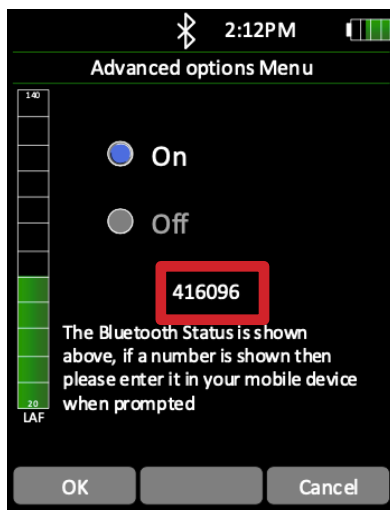 2:12PM
Advanced options Menu
140
On
Off
416096
The Bluetooth Status is shown
above, if a number is shown then
please enter it in your mobile device
when prompted
20
LAF
OK Cancel